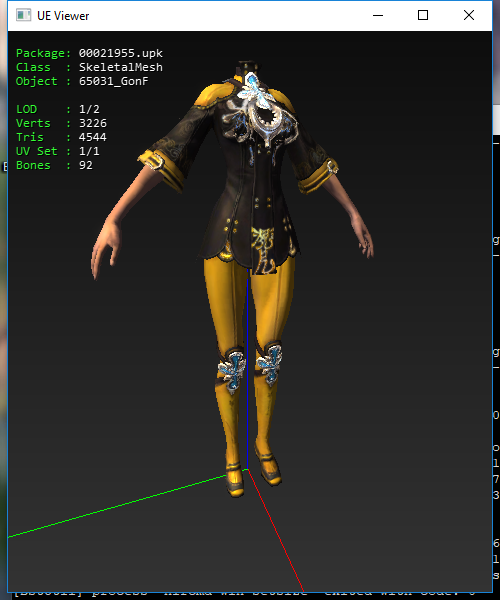 UE Viewer
Package: 00021955.upk
Class  : SkeletalMesh
Object : 65031_GonF
LOD    : 1/2
Verts  : 3226
Tris   : 4544
UV Set : 1/1
Bones  : 92